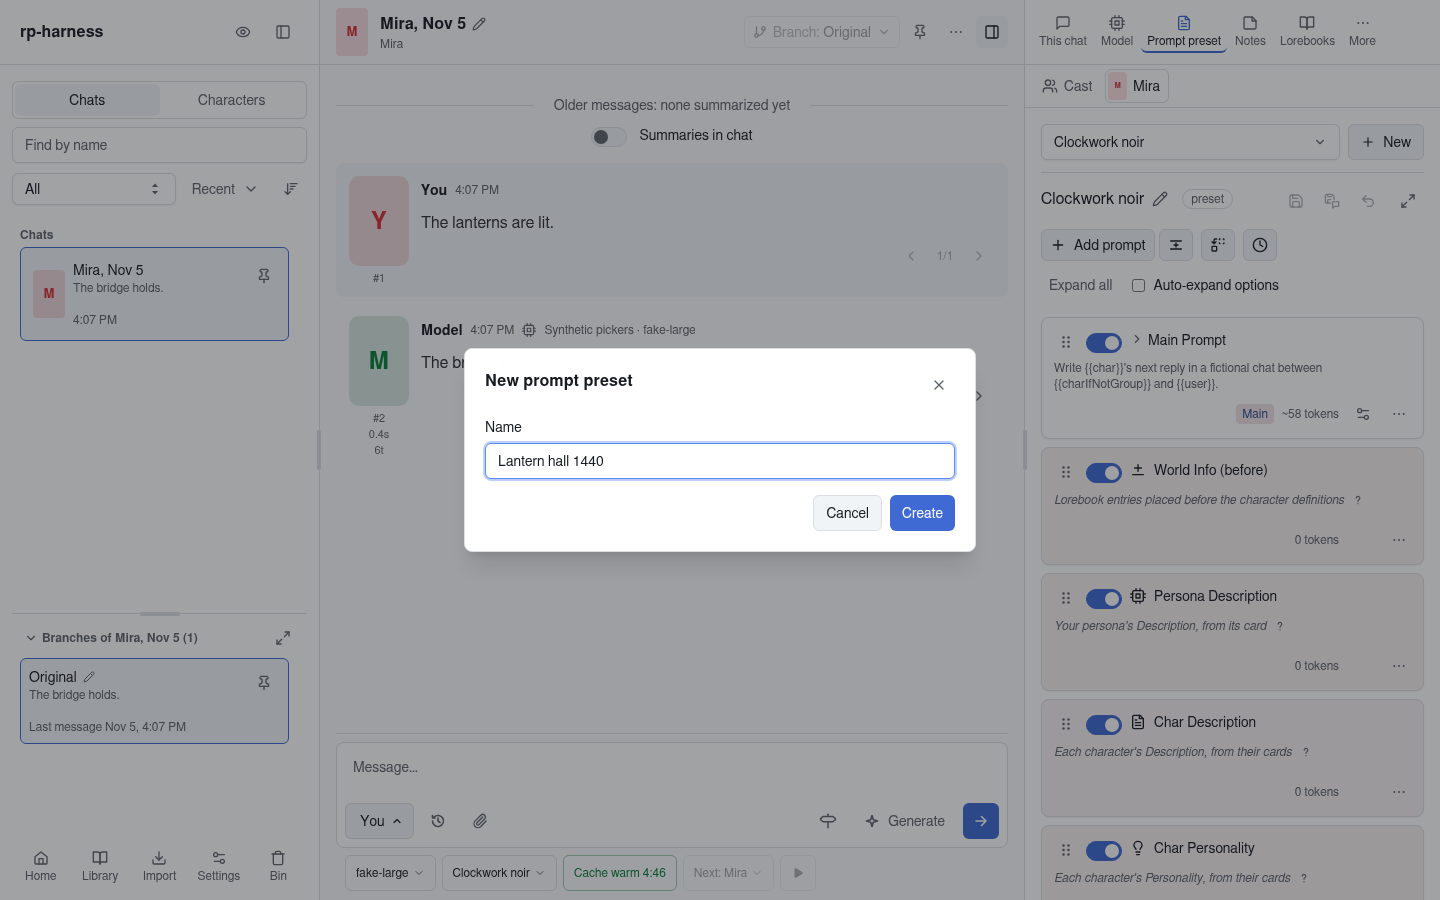 rp-harness
Chats
Characters
Find by name
All
Recent
Chats
M
Mira, Nov 5
The bridge holds.
4:07 PM
Branches of Mira, Nov 5 (1)
Original
The bridge holds.
Last message Nov 5, 4:07 PM
Home
Library
Import
Settings
Bin
M
Mira, Nov 5
Mira
Branch: Original
Older messages: none summarized yet
Summaries in chat
Y
#1
You 4:07 PM
The lanterns are lit.
1/1
M
#2
0.4s
6t
Model 4:07 PM Synthetic pickers · fake-large
The br
New prompt preset
Name
Lantern hall 1440
Cancel
Create
Message...
You
Generate
fake-large
Clockwork noir
Cache warm 4:46
Next: Mira
This chat
Model
Prompt preset
Notes
Lorebooks
More
Cast
M
Mira
Clockwork noir
New
Clockwork noir
preset
Add prompt
Expand all
Auto-expand options
Main Prompt
Write {{char}}'s next reply in a fictional chat between
{{charIfNotGroup}} and {{user}}.
Main
~58 tokens
World Info (before)
Lorebook entries placed before the character definitions ?
0 tokens
Persona Description
Your persona's Description, from its card ?
0 tokens
Char Description
Each character's Description, from their cards ?
0 tokens
Char Personality
Each character's Personality, from their cards ?